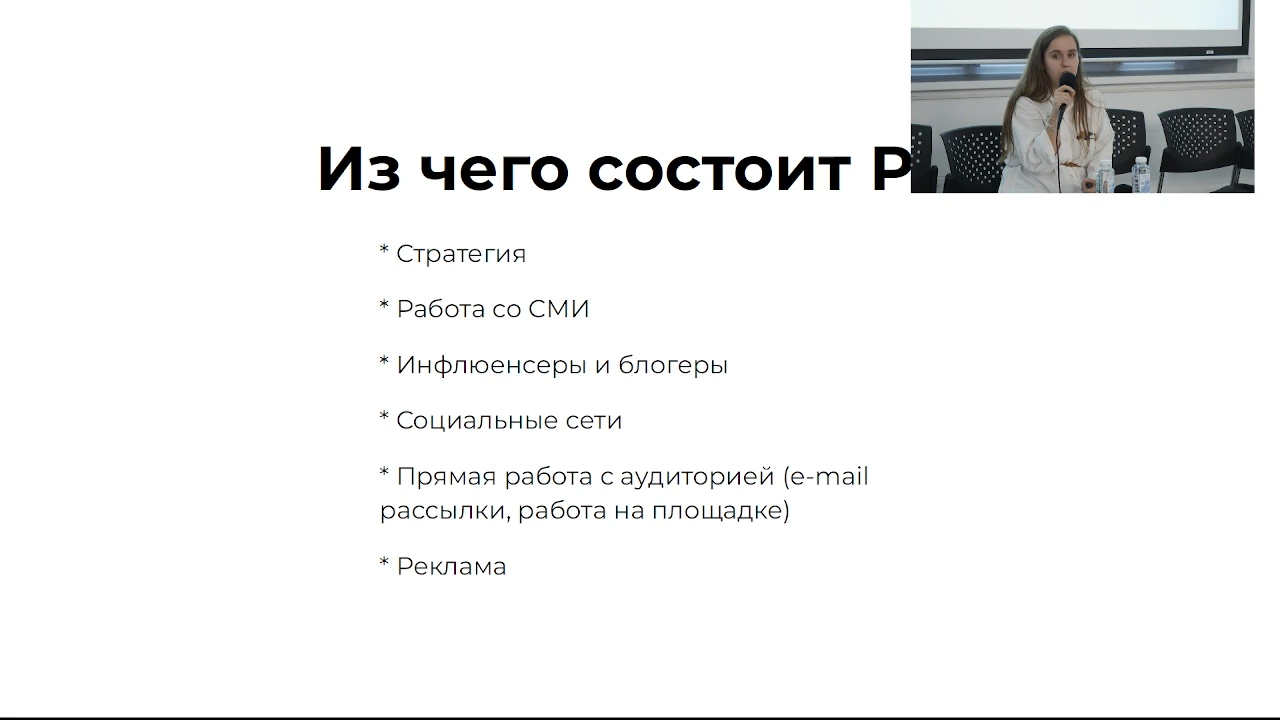 Из чего состоит P
* Стратегия
* Работа со СМИ
* Инфлюенсеры и блогеры
* Социальные сети
* Прямая работа с аудиторией (e-mail
рассылки, работа на площадке)
* Реклама